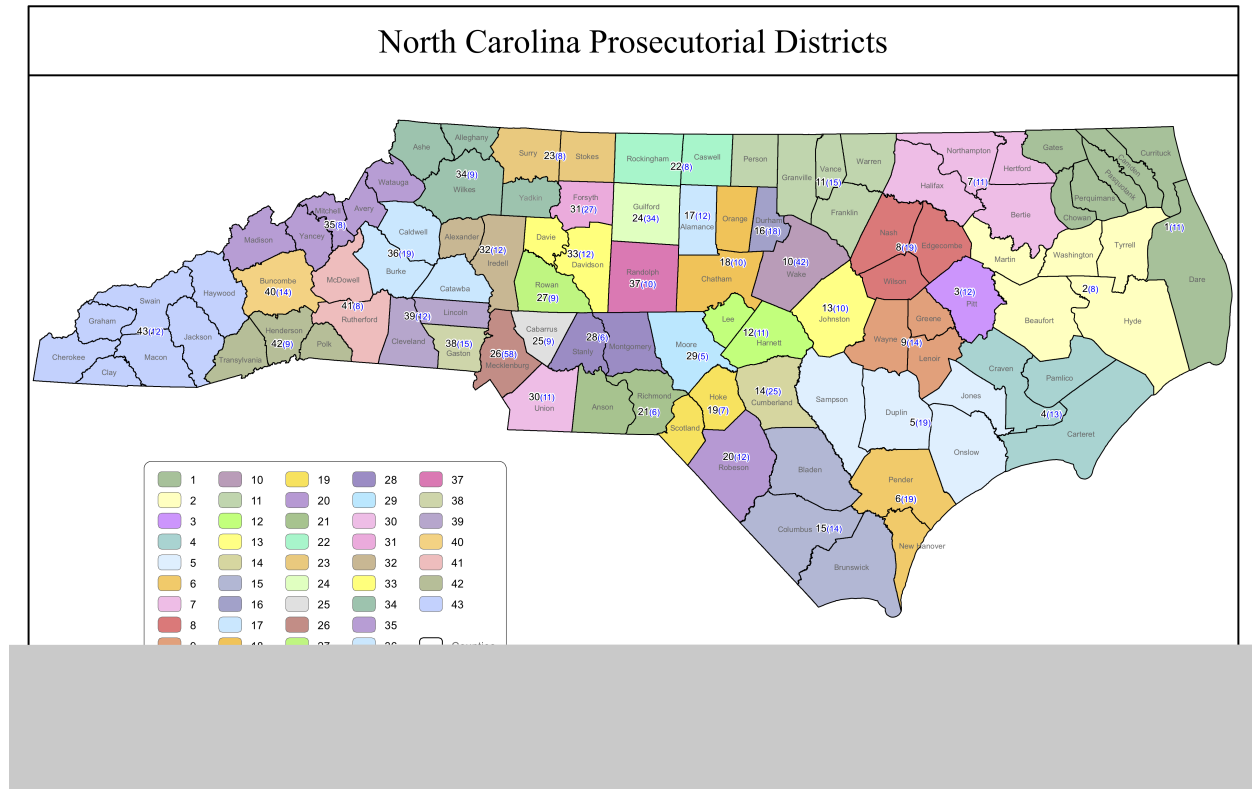 North Carolina Prosecutorial Districts
Ashe
Alleghany
Surry
23(8)
Stokes
Rockingham
Caswell
22(8)
Person
Granville
Vance
11(15)
Warren
Northampton
Hertford
Gates
Camden
Currituck
Pasquotank
Perquimans
Chowan
34(9)
Wilkes
Watauga
Yadkin
Forsyth
31(27)
Guilford
24(34)
17(12)
Alamance
Orange
Durham
16(18)
Franklin
Halifax
7(11)
Bertie
1(11)
Mitchell
Avery
35(8)
Yancey
Madison
Caldwell
36(19)
Burke
Catawba
Alexander
32(12)
Iredell
Davie
33(12)
Davidson
Randolph
37(10)
18(10)
Chatham
10(42)
Wake
Nash
8(19)
Edgecombe
Wilson
Martin
Washington
Tyrrell
Dare
Buncombe
40(14)
McDowell
41(8)
Rutherford
Rowan
27(9)
Haywood
Swain
Graham
43(12)
Jackson
Cherokee
Macon
Clay
Henderson
42(9)
Transylvania
Polk
39(12)
Cleveland
Lincoln
38(15)
Gaston
26(58)
Mecklenburg
Cabarrus
25(9)
28(6)
Stanly
Montgomery
Moore
29(5)
Lee
12(11)
Harnett
13(10)
Johnston
Wayne
9(14)
Greene
Lenoir
3(12)
Pitt
2(8)
Beaufort
Hyde
Craven
Pamlico
4(13)
Carteret
Jones
30(11)
Union
Anson
Richmond
21(6)
Scotland
Hoke
19(7)
14(25)
Cumberland
Sampson
Duplin
5(19)
Onslow
20(12)
Robeson
Bladen
Pender
6(19)
New Hanover
Columbus
15(14)
Brunswick
1 10 19 28 37
2 11 20 29 38
3 12 21 30 39
4 13 22 31 40
5 14 23 32 41
6 15 24 33 42
7 16 25 34 43
8 17 26 35
9 18 27 36